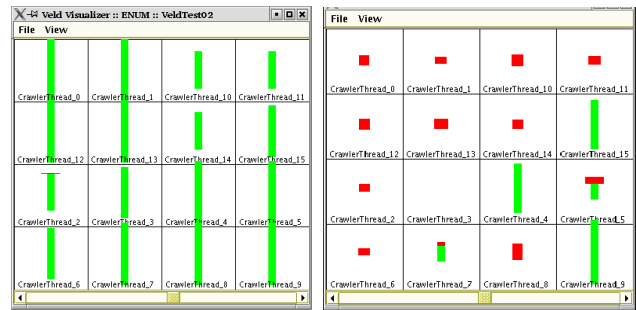 Veld Visualizer :: ENUM :: VeldTest02
File View
CrawlerThread_0 CrawlerThread_1 CrawlerThread_10 CrawlerThread_11
CrawlerThread_12 CrawlerThread_13 CrawlerThread_14 CrawlerThread_15
CrawlerThread_2 CrawlerThread_3 CrawlerThread_4 CrawlerThread_5
CrawlerThread_6 CrawlerThread_7 CrawlerThread_8 CrawlerThread_9
File View
CrawlerThread_0 CrawlerThread_1 CrawlerThread_10 CrawlerThread_11
CrawlerThread_12 CrawlerThread_13 CrawlerThread_14 CrawlerThread_15
CrawlerThread_2 CrawlerThread_3 CrawlerThread_4 CrawlerThread_5
CrawlerThread_6 CrawlerThread_7 CrawlerThread_8 CrawlerThread_9